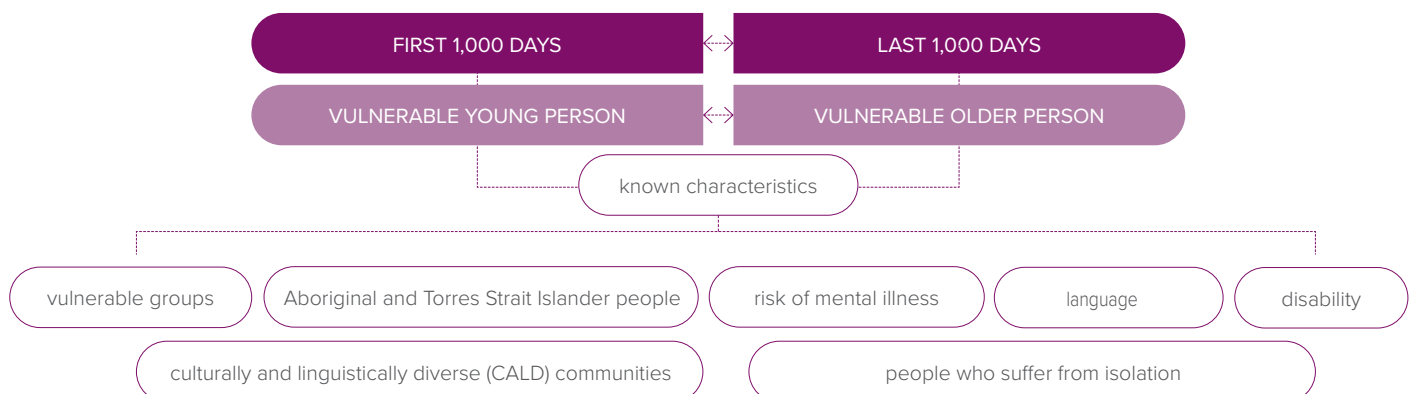 FIRST 1,000 DAYS
LAST 1,000 DAYS
VULNERABLE YOUNG PERSON
VULNERABLE OLDER PERSON
known characteristics
vulnerable groups
Aboriginal and Torres Strait Islander people
risk of mental illness
language
disability
culturally and linguistically diverse (CALD) communities
people who suffer from isolation